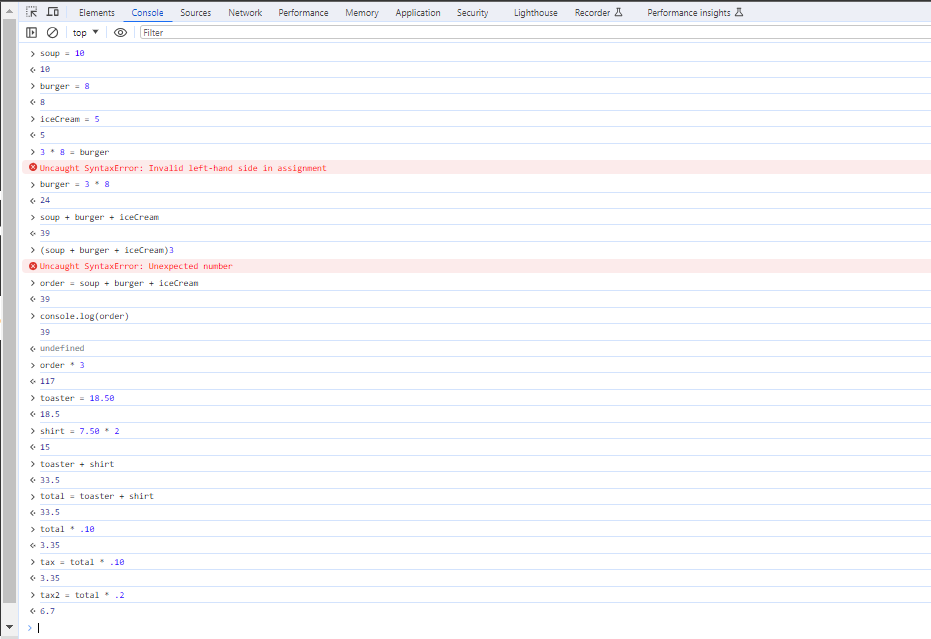 Elements Console Sources Network Performance Memory Application Security Lighthouse Recorder Performance insights
top Filter
soup = 10
10
burger = 8
8
iceCream = 5
5
3 * 8 = burger
Uncaught SyntaxError: Invalid left-hand side in assignment
burger = 3 * 8
24
soup + burger + iceCream
39
(soup + burger + iceCream)3
Uncaught SyntaxError: Unexpected number
order = soup + burger + iceCream
39
console.log(order)
39
undefined
order * 3
117
toaster = 18.50
18.5
shirt = 7.50 * 2
15
toaster + shirt
33.5
total = toaster + shirt
33.5
total * .10
3.35
tax = total * .10
3.35
tax2 = total * .2
6.7